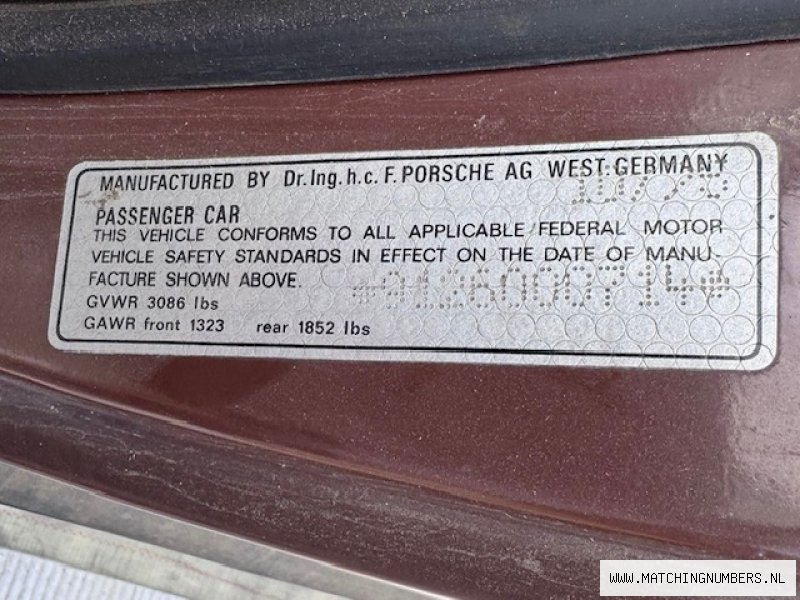 MANUFACTURED BY Dr.Ing.h.c. F.PORSCHE AG WEST-GERMANY
PASSENGER CAR
THIS VEHICLE CONFORMS TO ALL APPLICABLE FEDERAL MOTOR
VEHICLE SAFETY STANDARDS IN EFFECT ON THE DATE OF MANU-
FACTURE SHOWN ABOVE. *9126000714*
GVWR 3086 lbs
GAWR front 1323 rear 1852 lbs
WWW.MATCHINGNUMBERS.NL